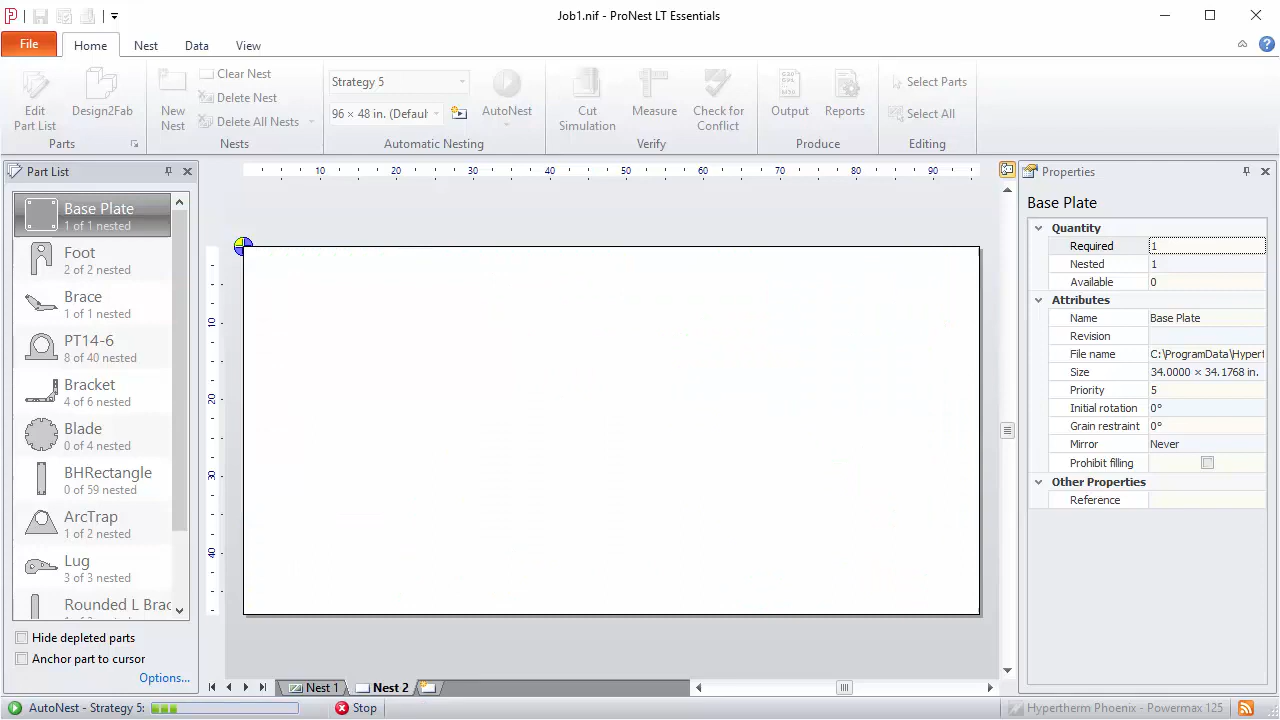 Job1.nif - ProNest LT Essentials
File
Home
Nest
Data
View
Edit
Part List
Design2Fab
Parts
New
Nest
Clear Nest
Delete Nest
Delete All Nests
Nests
Strategy 5
96 × 48 in. (Defaul
AutoNest
Automatic Nesting
Cut
Simulation
Measure
Check for
Conflict
Verify
Output
Reports
Produce
Select Parts
Select All
Editing
Part List
Base Plate
1 of 1 nested
Foot
2 of 2 nested
Brace
1 of 1 nested
PT14-6
8 of 40 nested
Bracket
4 of 6 nested
Blade
0 of 4 nested
BHRectangle
0 of 59 nested
ArcTrap
1 of 2 nested
Lug
3 of 3 nested
Rounded L Brac
Hide depleted parts
Anchor part to cursor
Options...
10 20 30 40 50 60 70 80 90
10
20
30
40
Nest 1
Nest 2
Properties
Base Plate
Quantity
Required 1
Nested 1
Available 0
Attributes
Name Base Plate
Revision
File name C:\ProgramData\Hypert
Size 34.0000 × 34.1768 in.
Priority 5
Initial rotation 0°
Grain restraint 0°
Mirror Never
Prohibit filling
Other Properties
Reference
AutoNest - Strategy 5:
Stop
Hypertherm Phoenix - Powermax 125